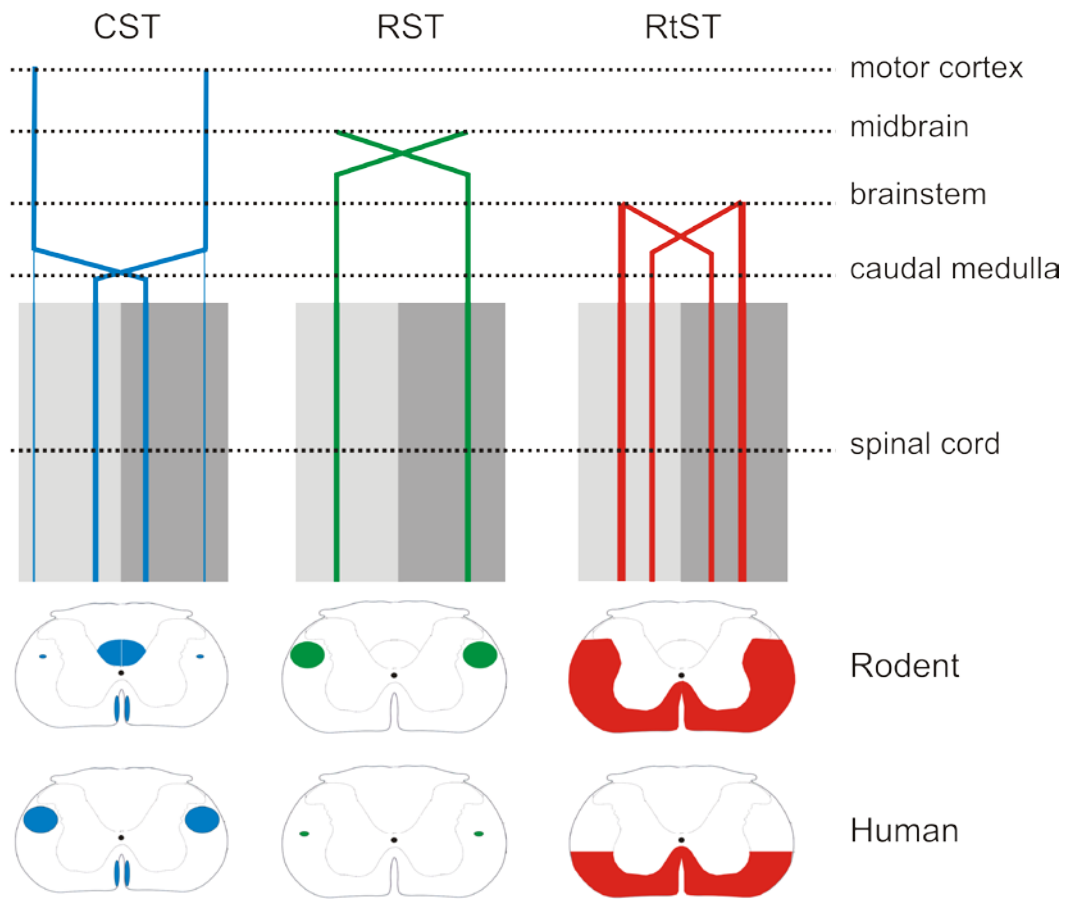 CST RST RtST
motor cortex
midbrain
brainstem
caudal medulla
spinal cord
Rodent
Human